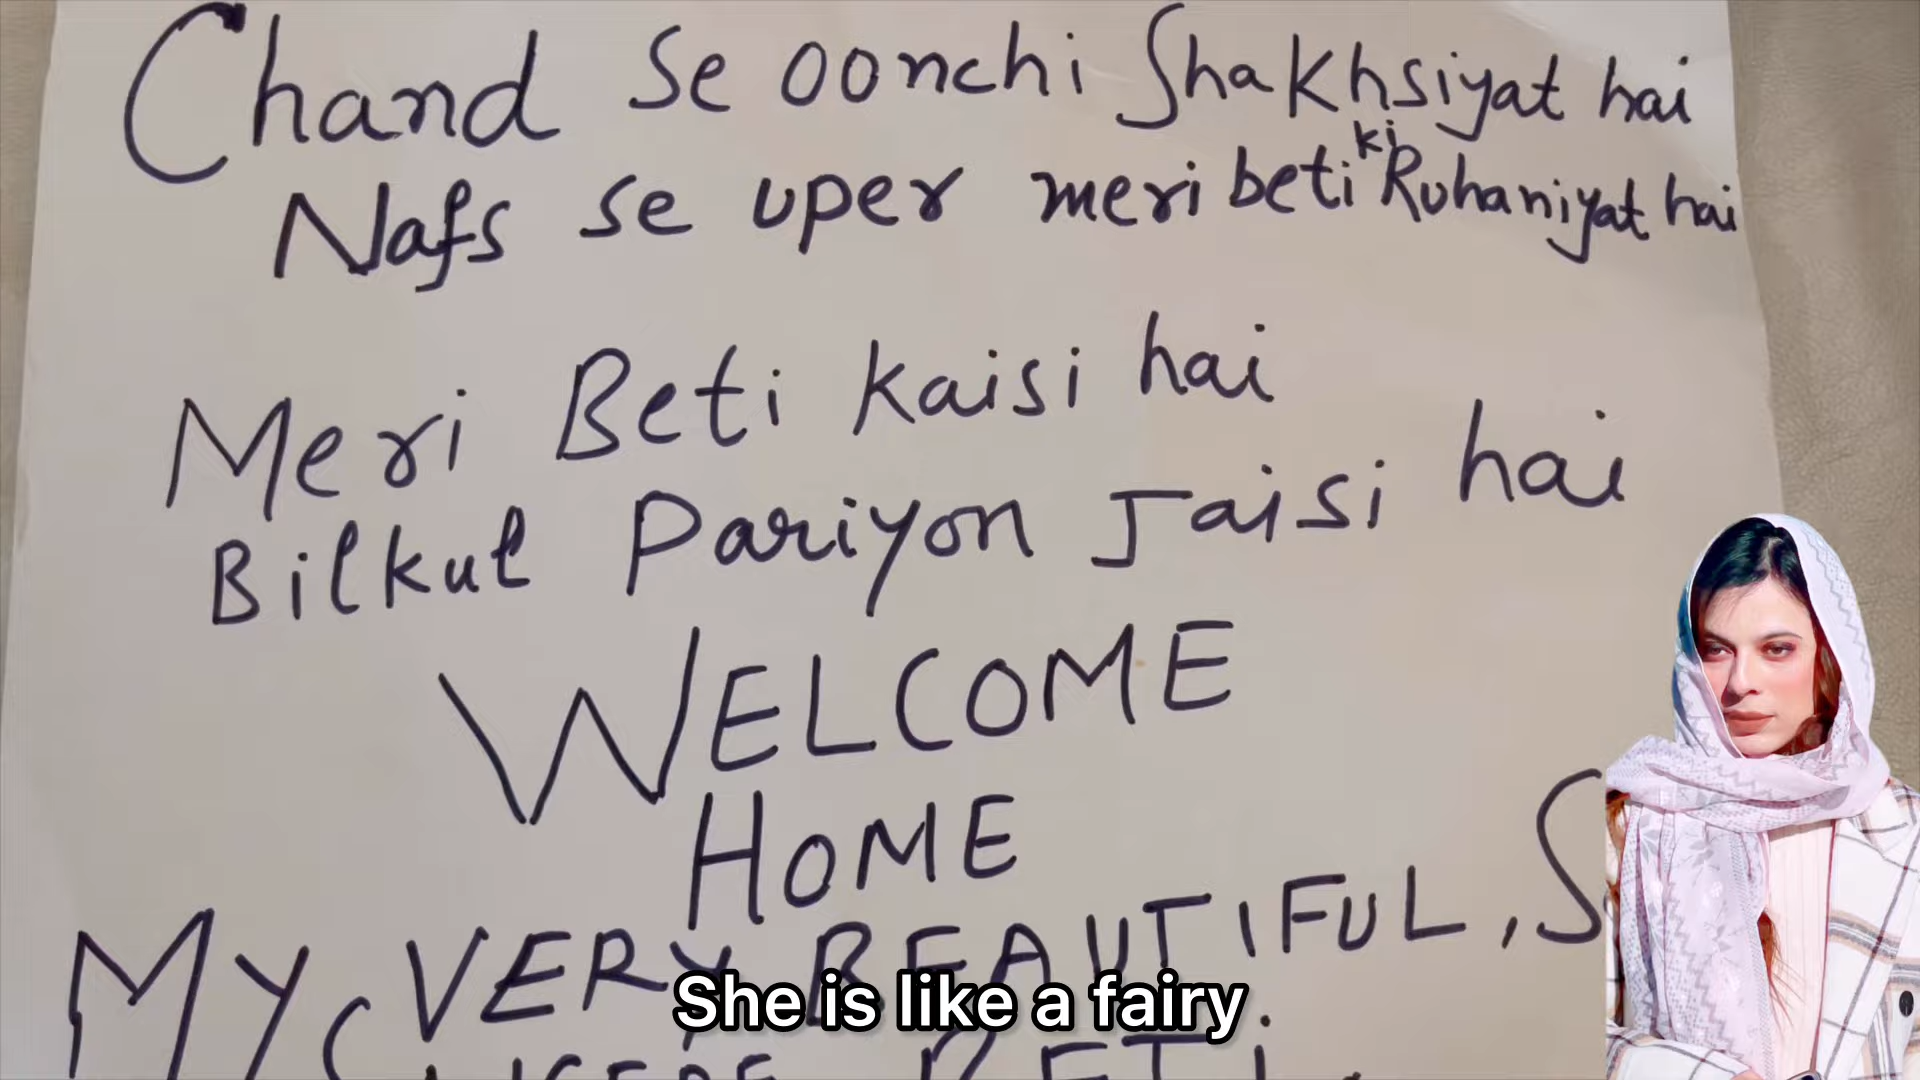 Chand se oonchi Shakhsiyat hai
Nafs se uper meri beti ki Ruhaniyat hai
Meri Beti kaisi hai
Bilkul Pariyon Jaisi hai
WELCOME
HOME
MY VERY BEAUTIFUL, S
BETi
She is like a fairy